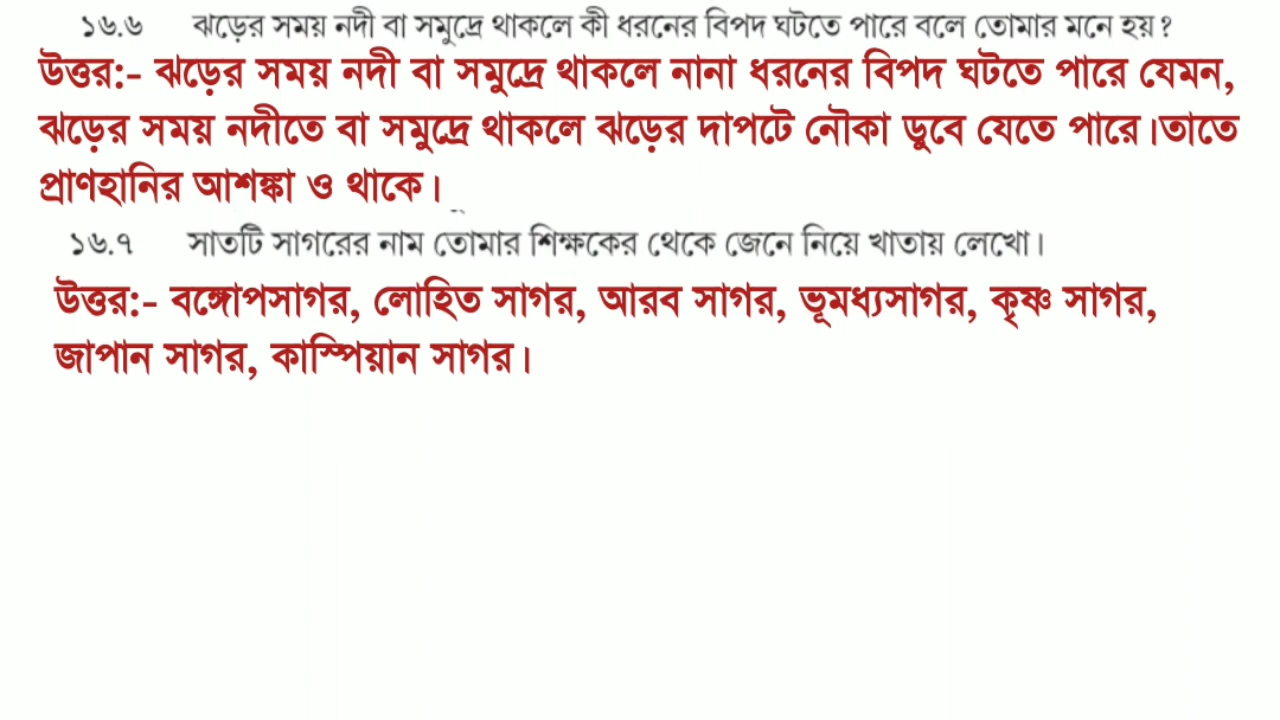 ১৬.৬ ঝড়ের সময় নদী বা সমুদ্রে থাকলে কী ধরনের বিপদ ঘটতে পারে বলে তোমার মনে হয়?
উত্তর:- ঝড়ের সময় নদী বা সমুদ্রে থাকলে নানা ধরনের বিপদ ঘটতে পারে যেমন,
ঝড়ের সময় নদীতে বা সমুদ্রে থাকলে ঝড়ের দাপটে নৌকা ডুবে যেতে পারে।তাতে
প্রাণহানির আশঙ্কা ও থাকে।
১৬.৭ সাতটি সাগরের নাম তোমার শিক্ষকের থেকে জেনে নিয়ে খাতায় লেখো।
উত্তর:- বঙ্গোপসাগর, লোহিত সাগর, আরব সাগর, ভূমধ্যসাগর, কৃষ্ণ সাগর,
জাপান সাগর, কাস্পিয়ান সাগর।